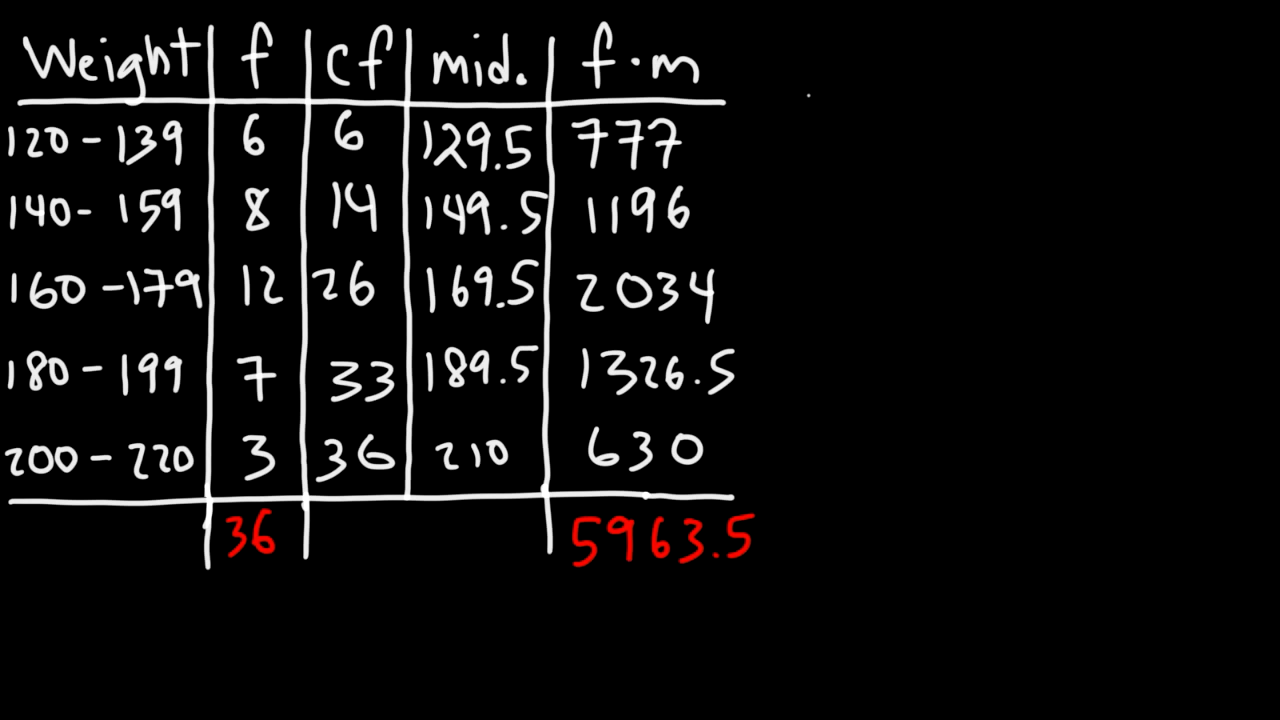 Weight f cf mid. f·m
120-139 6 6 129.5 777
140-159 8 14 149.5 1196
160-179 12 26 169.5 2034
180-199 7 33 189.5 1326.5
200-220 3 36 210 630
36 5963.5